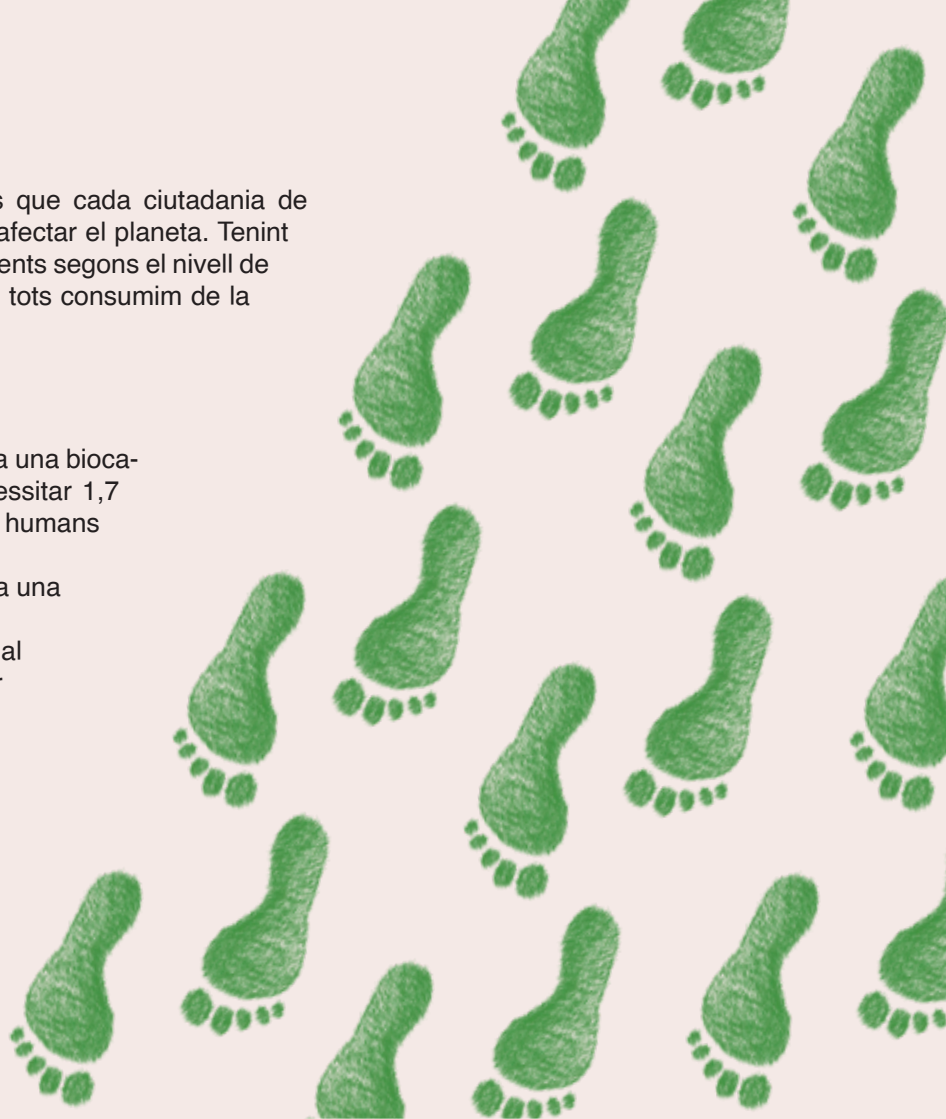 s que cada ciutadania de
afectar el planeta. Tenint
ents segons el nivell de
tots consumim de la
a una bioca-
essitar 1,7
humans
a una
al
r